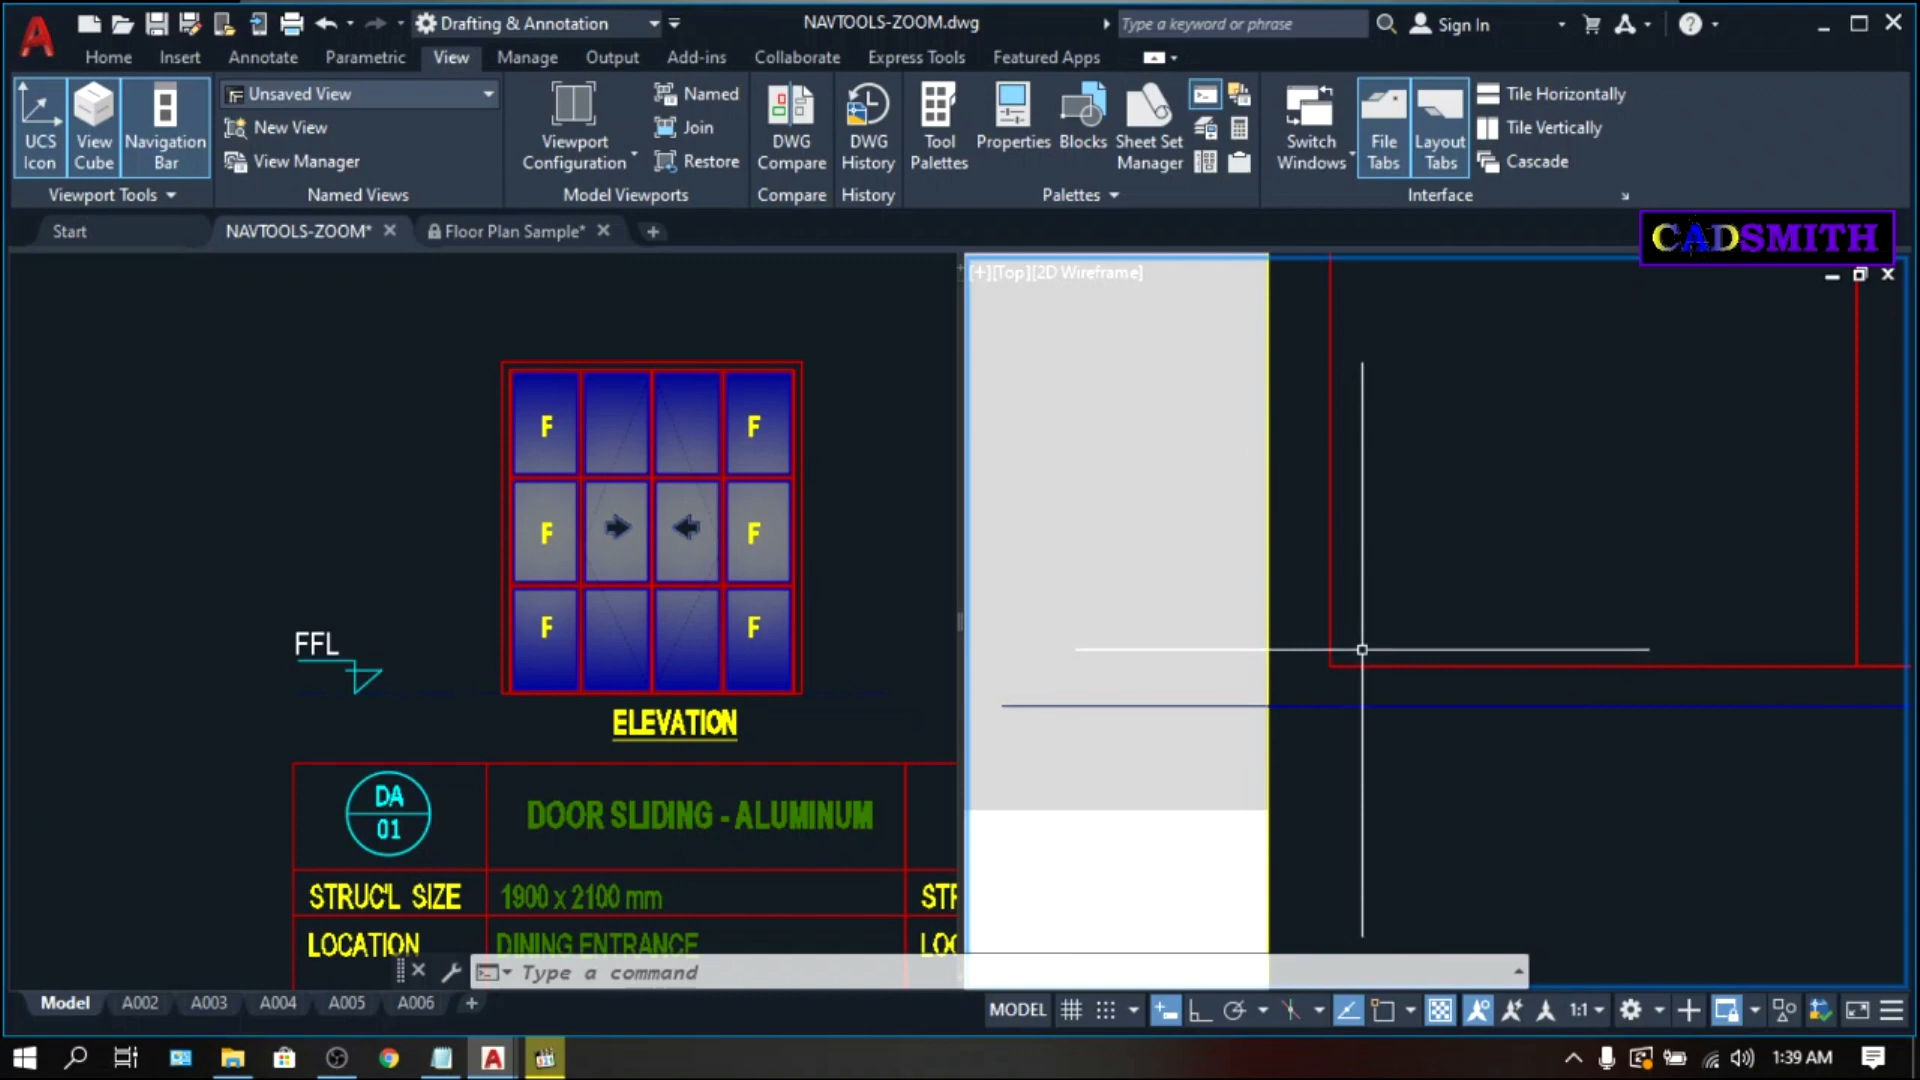 Drafting & Annotation
NAVTOOLS-ZOOM.dwg
Type a keyword or phrase
Sign In
Home Insert Annotate Parametric View Manage Output Add-ins Collaborate Express Tools Featured Apps
UCS Icon
View Cube
Navigation Bar
Unsaved View
New View
View Manager
Viewport Configuration
Named
Join
Restore
DWG Compare
DWG History
Tool Palettes
Properties
Blocks
Sheet Set Manager
Switch Windows
File Tabs
Layout Tabs
Tile Horizontally
Tile Vertically
Cascade
Viewport Tools
Named Views
Model Viewports
Compare
History
Palettes
Interface
Start
NAVTOOLS-ZOOM*
Floor Plan Sample*
CADSMITH
[+][Top][2D Wireframe]
F F
F F
F F
FFL
ELEVATION
DA
01
DOOR SLIDING - ALUMINUM
STRUC'L SIZE
1900 x 2100 mm
STF
LOCATION
DINING ENTRANCE
LOC
Type a command
Model A002 A003 A004 A005 A006
MODEL
1:1
1:39 AM